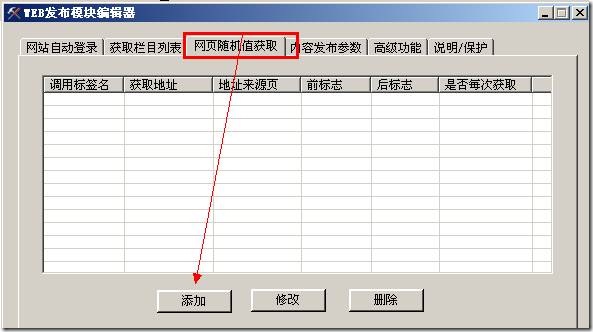 WEB发布模块编辑器
网站自动登录 获取栏目列表 网页随机值获取 内容发布参数 高级功能 说明/保护
调用标签名 获取地址 地址来源页 前标志 后标志 是否每次获取
添加 修改 删除